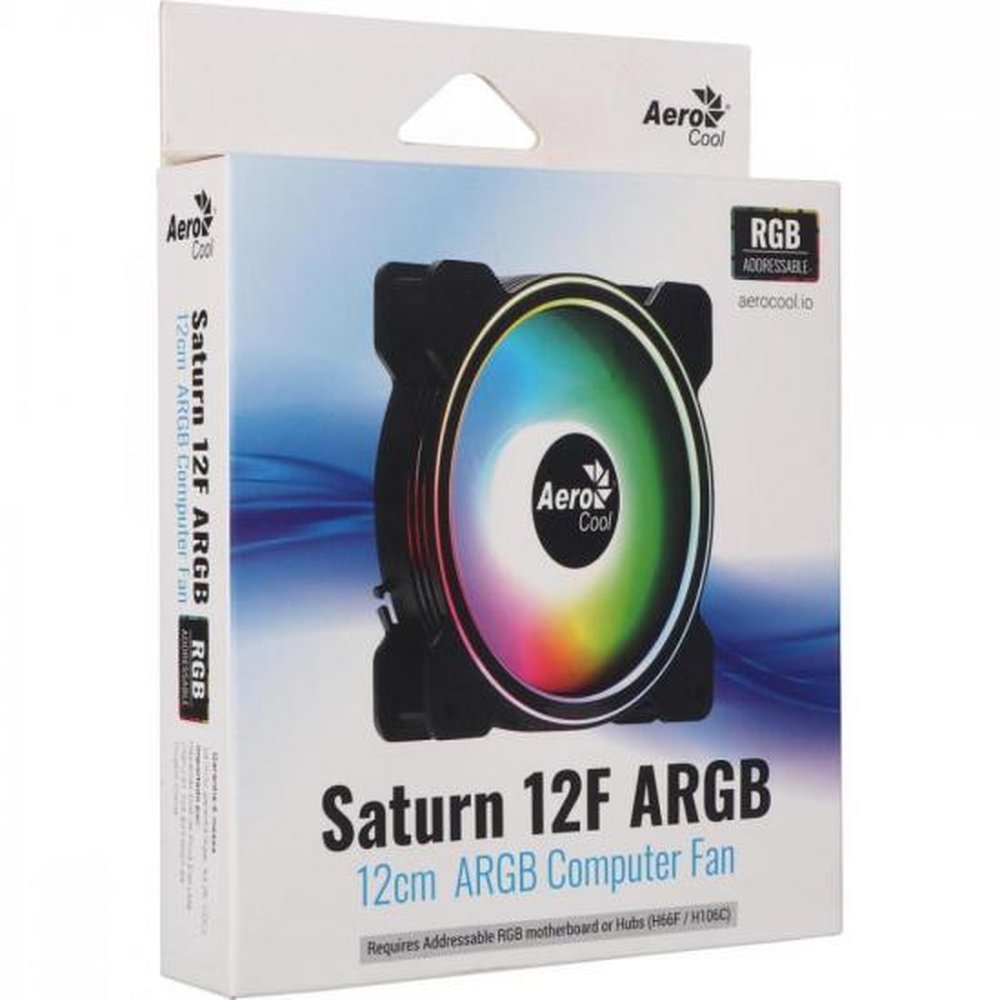 Aero
Cool
RGB
ADDRESSABLE
aerocool.io
Aero
Cool
Saturn 12F ARGB
12cm ARGB Computer Fan
Requires Addressable RGB motherboard or Hubs (H66F / H106C)
Aero
Cool
Saturn 12F ARGB
12cm ARGB Computer Fan
RGB
ADDRESSABLE